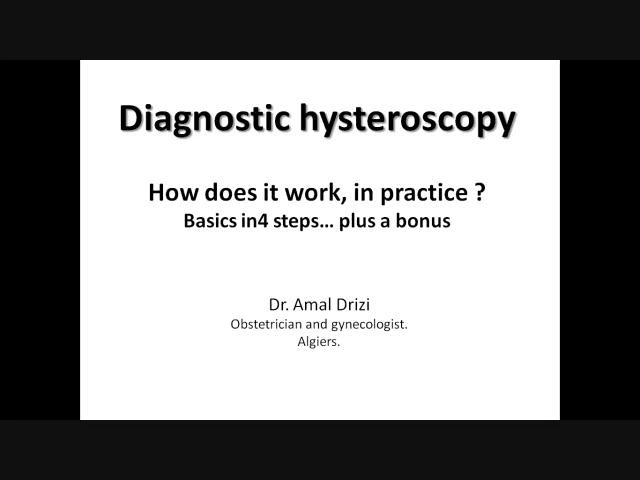 Diagnostic hysteroscopy
How does it work, in practice ?
Basics in4 steps... plus a bonus
Dr. Amal Drizi
Obstetrician and gynecologist.
Algiers.